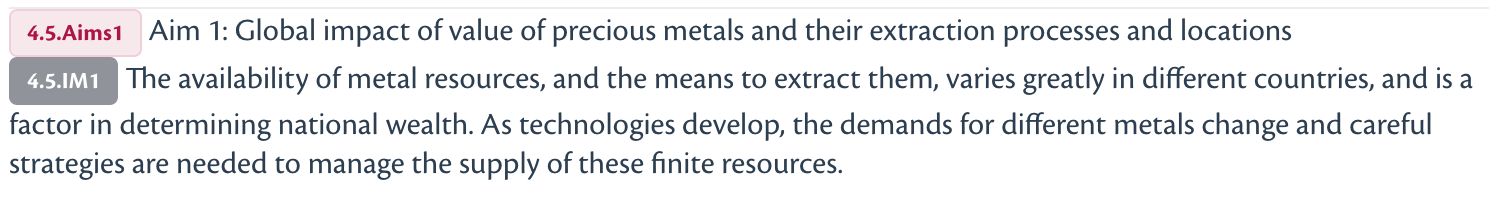 4.5.Aims1 Aim 1: Global impact of value of precious metals and their extraction processes and locations
4.5.IM1 The availability of metal resources, and the means to extract them, varies greatly in different countries, and is a
factor in determining national wealth. As technologies develop, the demands for different metals change and careful
strategies are needed to manage the supply of these finite resources.